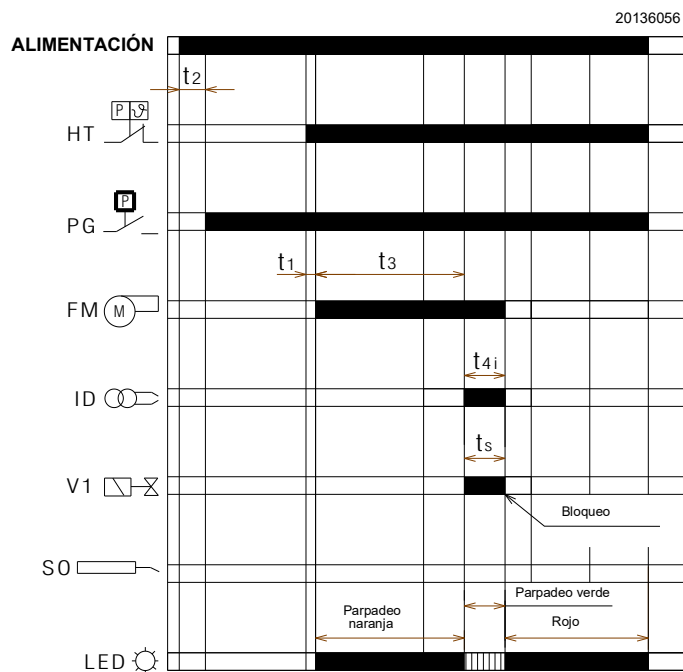 20136056
ALIMENTACIÓN
t2
P ϑ
HT
P
PG
t1
t3
FM
M
t4i
ID
ts
V1
Bloqueo
SO
Parpadeo verde
Parpadeo
naranja
Rojo
LED